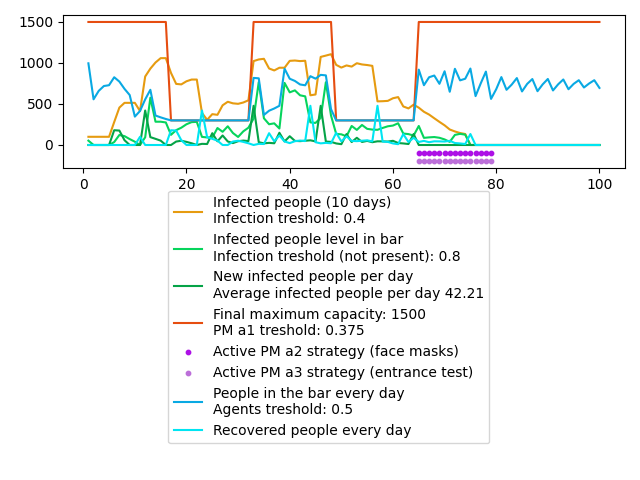 1500
1000
500
0
0
20
40
60
80
100
Infected people (10 days)
Infection treshold: 0.4
Infected people level in bar
Infection treshold (not present): 0.8
New infected people per day
Average infected people per day 42.21
Final maximum capacity: 1500
PM a1 treshold: 0.375
Active PM a2 strategy (face masks)
Active PM a3 strategy (entrance test)
People in the bar every day
Agents treshold: 0.5
Recovered people every day